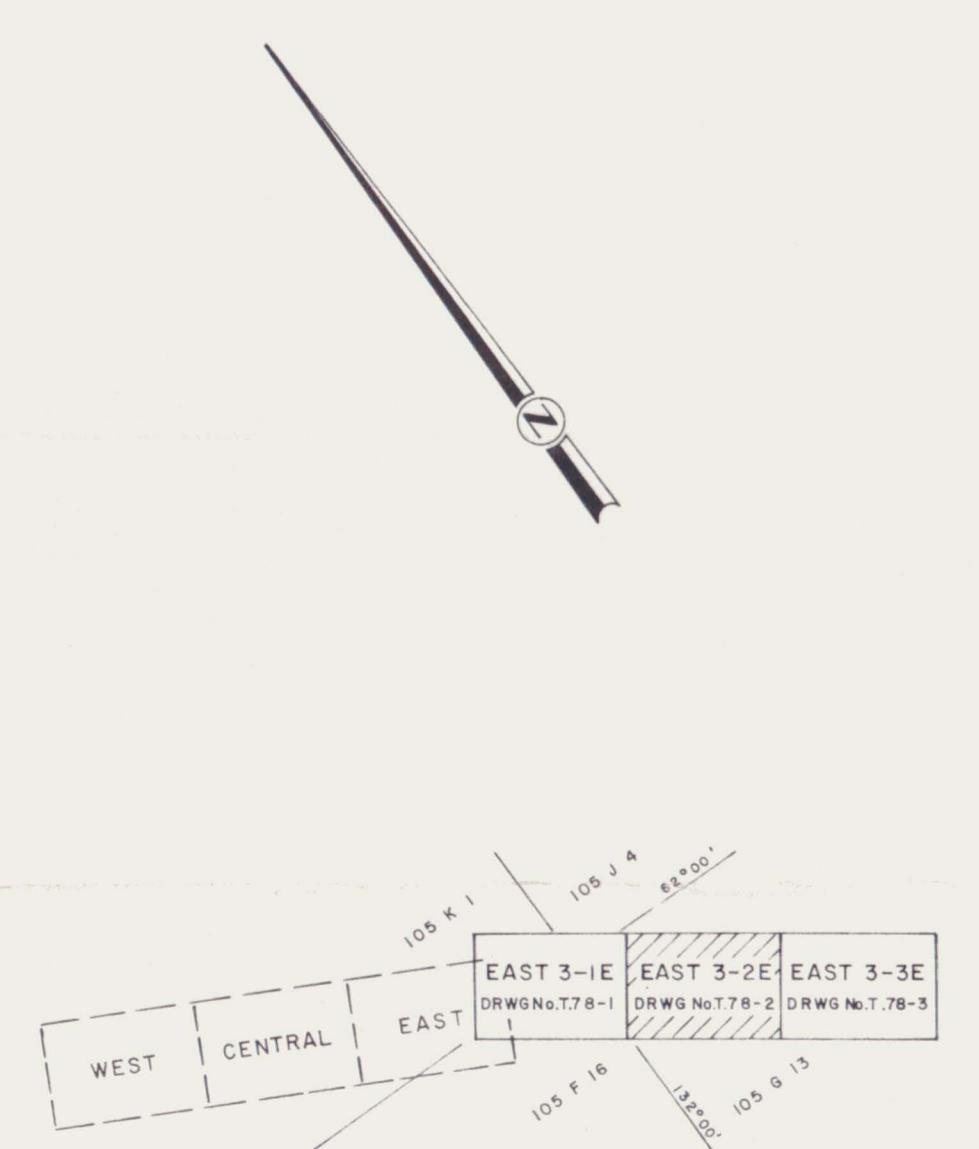 N
105 K 1
105 J 4
62°00'
EAST 3-1E
DRWG No.T.78-1
EAST 3-2E
DRWG No.T.78-2
EAST 3-3E
DRWG No.T.78-3
WEST
CENTRAL
EAST
105 F 16
132°00'
105 G 13